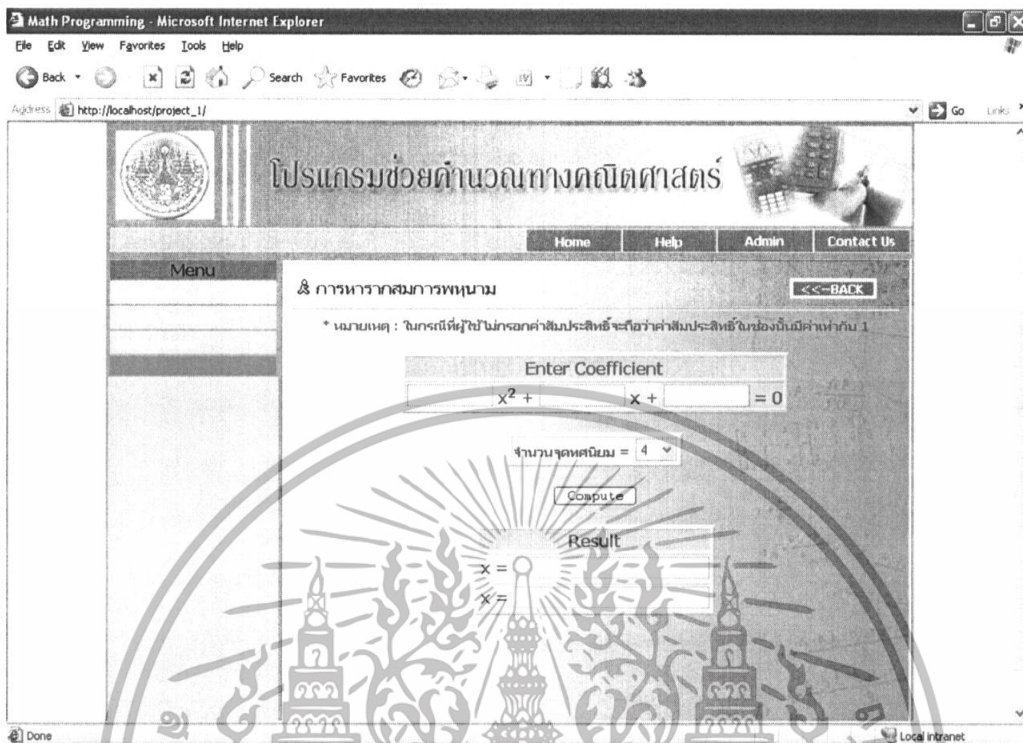 Math Programming - Microsoft Internet Explorer
File Edit View Favorites Tools Help
Back Search Favorites
Address http://localhost/project_1/ Go Links
โปรแกรมช่วยคำนวณทางคณิตศาสตร์
Home Help Admin Contact Us
Menu
การหารากสมการพหุนาม <<-BACK
* หมายเหตุ : ในกรณีที่ผู้ใช้ไม่กรอกค่าสัมประสิทธิ์จะถือว่าค่าสัมประสิทธิ์ในช่องนั้นมีค่าเท่ากับ 1
Enter Coefficient
x² + x + = 0
จำนวนจุดทศนิยม = 4
Compute
Result
x =
x =
Done Local intranet